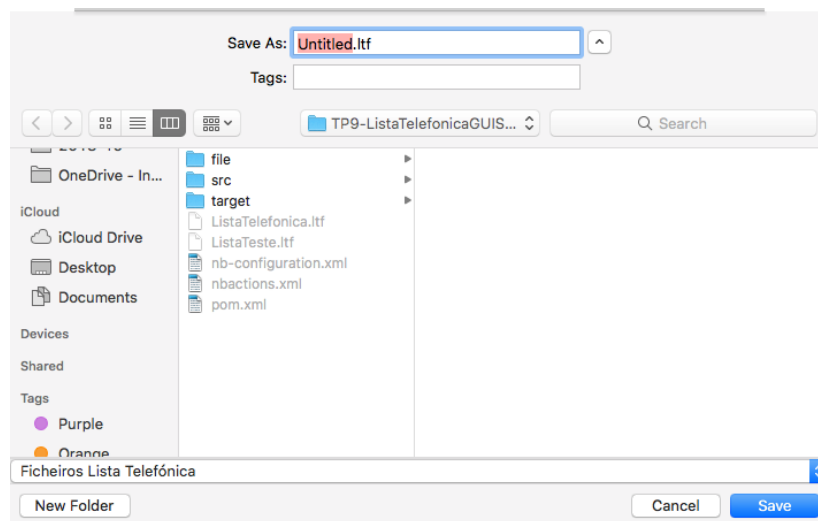 Save As: Untitled.ltf
Tags:
TP9-ListaTelefonicaGUIS...
Search
OneDrive - In...
iCloud
iCloud Drive
Desktop
Documents
Devices
Shared
Tags
Purple
Orange
file
src
target
ListaTelefonica.ltf
ListaTeste.ltf
nb-configuration.xml
nbactions.xml
pom.xml
Ficheiros Lista Telefónica
New Folder
Cancel
Save